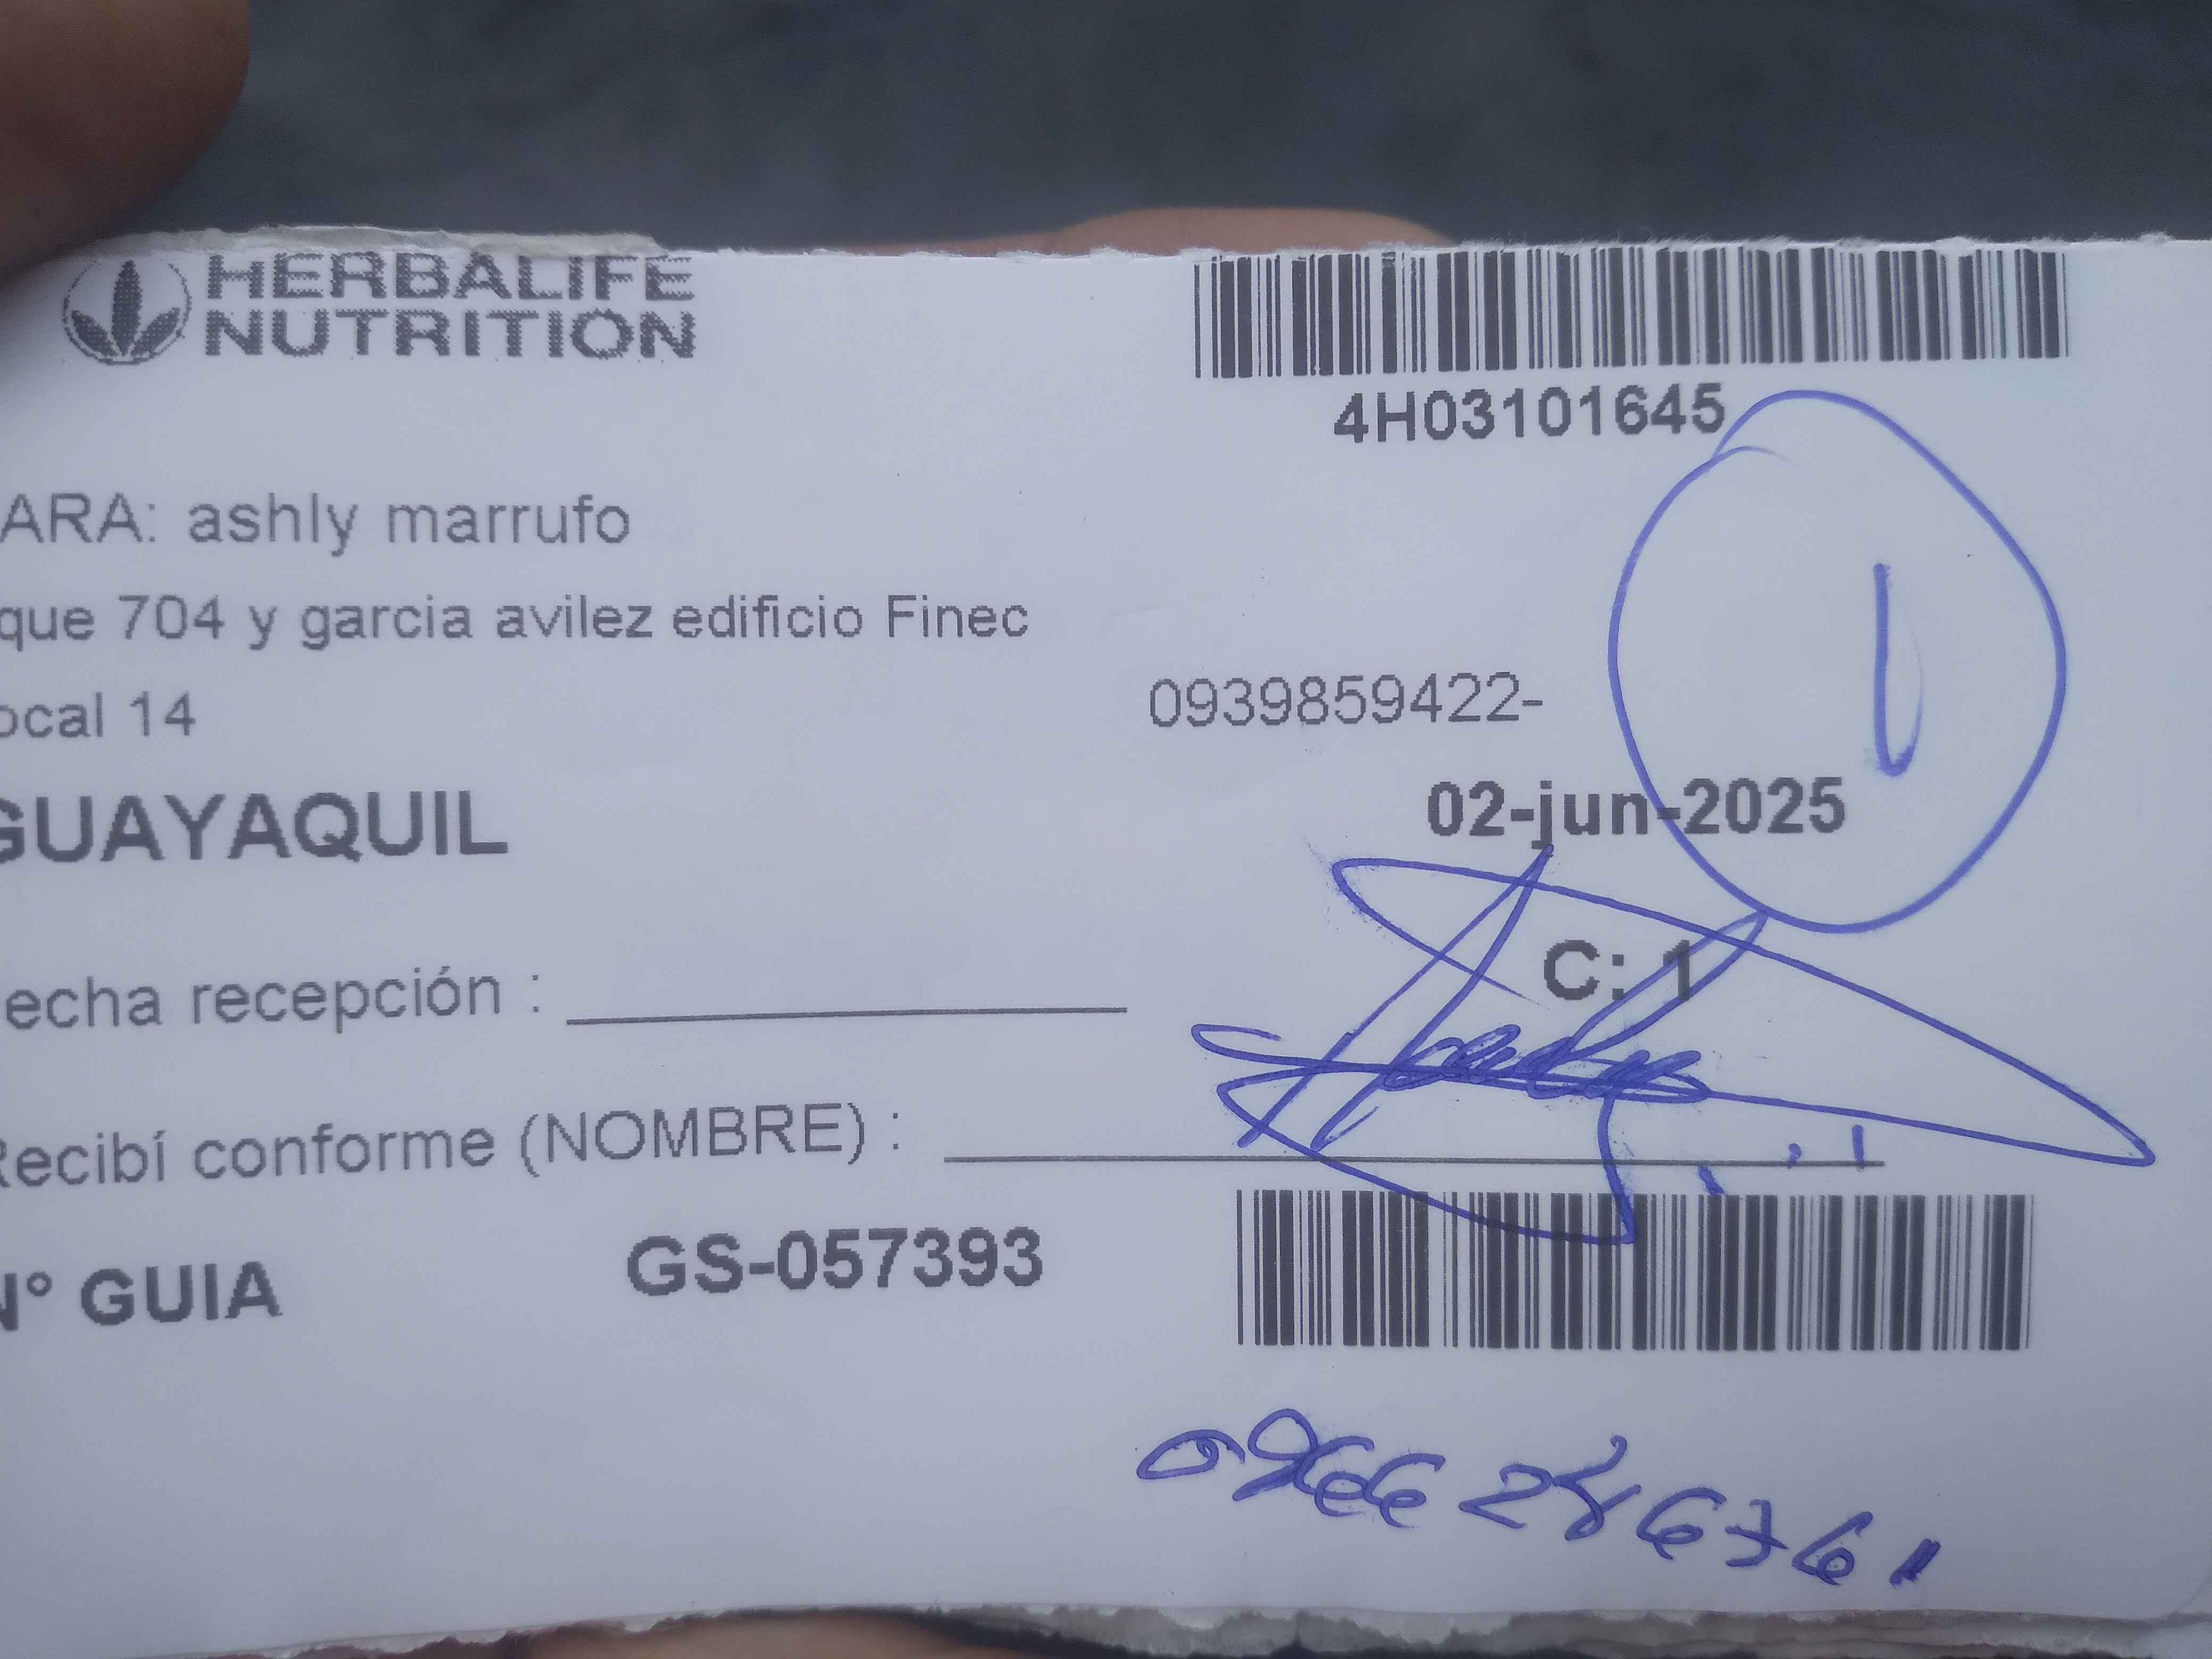 HERBALIFE
NUTRITION
4H03101645
ARA: ashly marrufo
que 704 y garcia avilez edificio Finec
ocal 14
0939859422-
GUAYAQUIL
02-jun-2025
1
C: 1
echa recepción :
Recibí conforme (NOMBRE) :
N° GUIA GS-057393